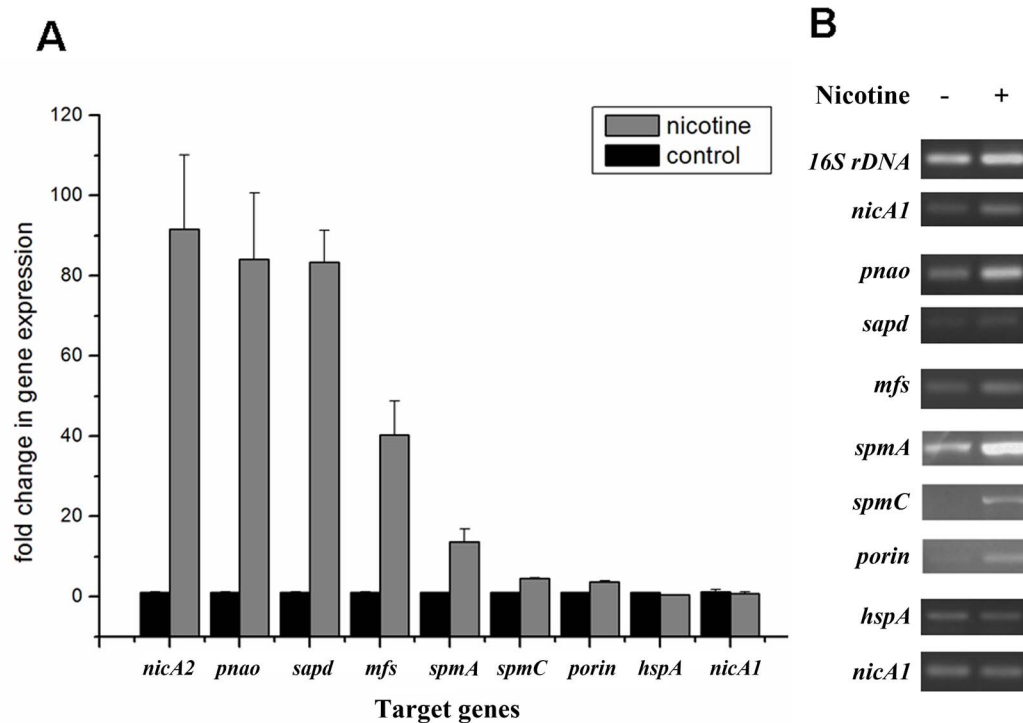 A
fold change in gene expression
120
100
80
60
40
20
0
nicotine
control
nicA2 pnao sapd mfs spmA spmC porin hspA nicA1
Target genes
B
Nicotine - +
16S rDNA
nicA1
pnao
sapd
mfs
spmA
spmC
porin
hspA
nicA1